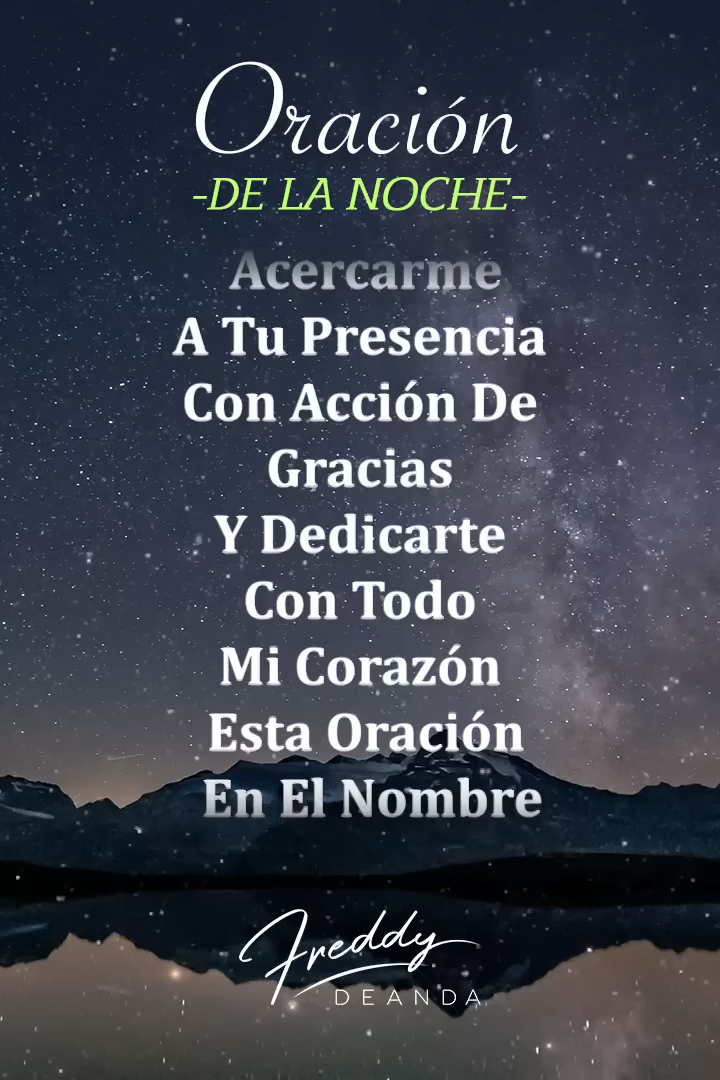 Oración
-DE LA NOCHE-
Acercarme
A Tu Presencia
Con Acción De
Gracias
Y Dedicarte
Con Todo
Mi Corazón
Esta Oración
En El Nombre
Freddy
DEANDA